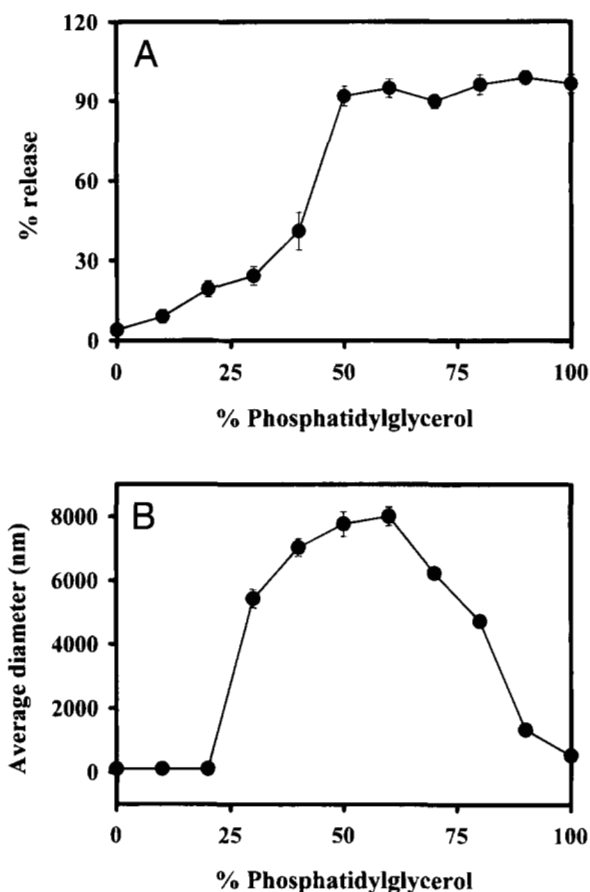 A
120
90
60
30
0
% release
0 25 50 75 100
% Phosphatidylglycerol
B
8000
6000
4000
2000
0
Average diameter (nm)
0 25 50 75 100
% Phosphatidylglycerol